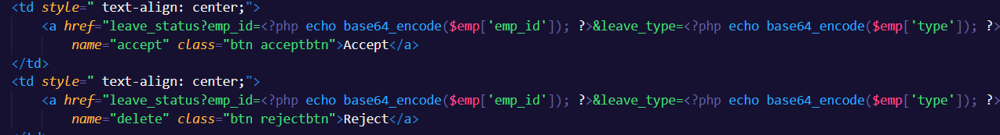 <td style=" text-align: center;">
<a href="leave_status?emp_id=<?php echo base64_encode($emp['emp_id']); ?>&leave_type=<?php echo base64_encode($emp['type']); ?>
name="accept" class="btn acceptbtn">Accept</a>
</td>
<td style=" text-align: center;">
<a href="leave_status?emp_id=<?php echo base64_encode($emp['emp_id']); ?>&leave_type=<?php echo base64_encode($emp['type']); ?>
name="delete" class="btn rejectbtn">Reject</a>